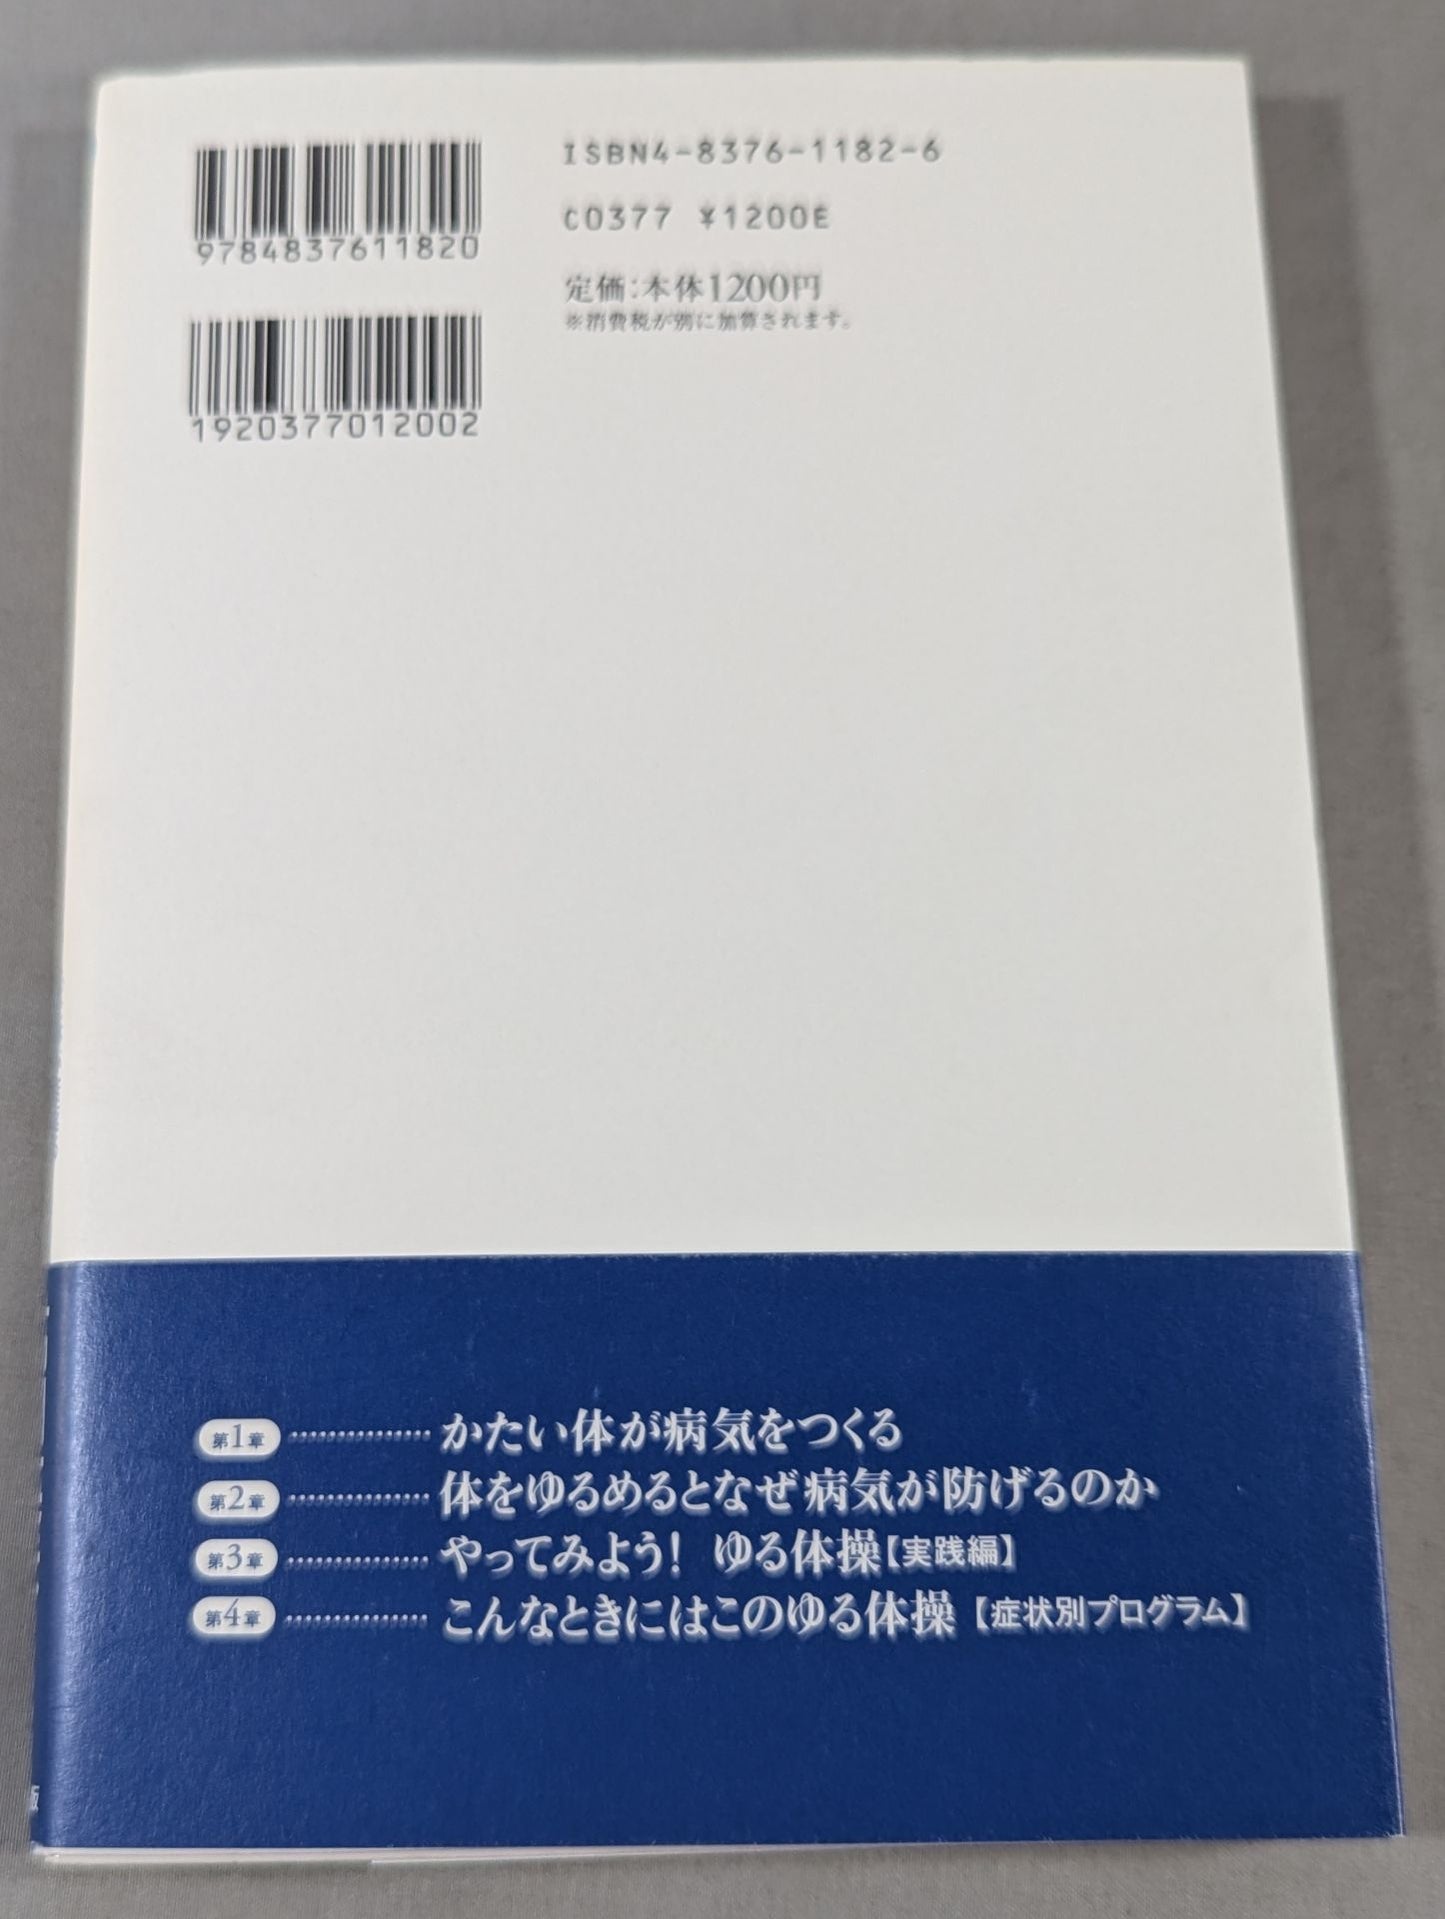 9784837611820
1920377012002
ISBN4-8376-1182-6
C0377 ¥1200E
定価:本体1200円
※消費税が別に加算されます。
第1章 かたい体が病気をつくる
第2章 体をゆるめるとなぜ病気が防げるのか
第3章 やってみよう! ゆる体操【実践編】
第4章 こんなときにはこのゆる体操【症状別プログラム】
版